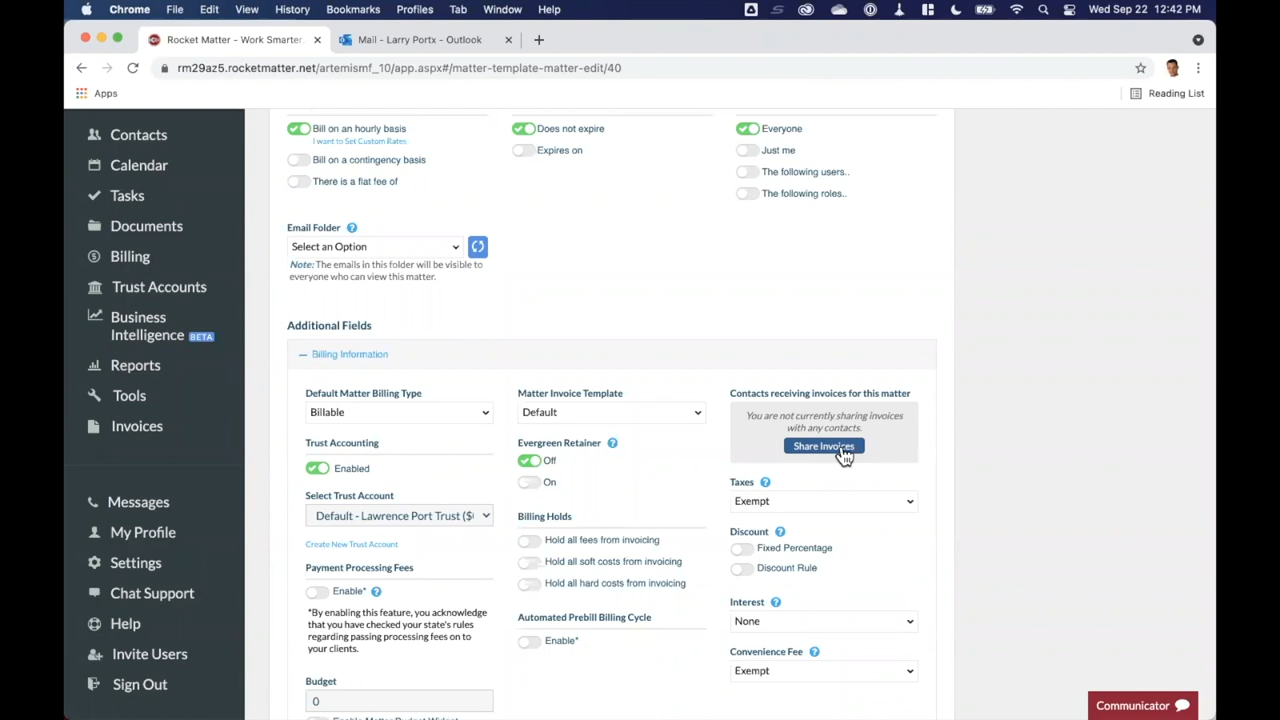 Chrome File Edit View History Bookmarks Profiles Tab Window Help Wed Sep 22 12:42 PM
Rocket Matter - Work Smarter. Mail - Larry Portx - Outlook
rm29az5.rocketmatter.net/artemismf_10/app.aspx#/matter-template-matter-edit/40
Apps Reading List
Contacts
Calendar
Tasks
Documents
Billing
Trust Accounts
Business
Intelligence BETA
Reports
Tools
Invoices
Messages
My Profile
Settings
Chat Support
Help
Invite Users
Sign Out
Bill on an hourly basis
I want to Set Custom Rates
Bill on a contingency basis
There is a flat fee of
Does not expire
Expires on
Everyone
Just me
The following users..
The following roles..
Email Folder ?
Select an Option
Note: The emails in this folder will be visible to
everyone who can view this matter.
Additional Fields
Billing Information
Default Matter Billing Type
Billable
Trust Accounting
Enabled
Select Trust Account
Default - Lawrence Port Trust ($
Create New Trust Account
Payment Processing Fees
Enable* ?
*By enabling this feature, you acknowledge
that you have checked your state's rules
regarding passing processing fees on to
your clients.
Budget
0
Matter Invoice Template
Default
Evergreen Retainer ?
Off
On
Billing Holds
Hold all fees from invoicing
Hold all soft costs from invoicing
Hold all hard costs from invoicing
Automated Prebill Billing Cycle
Enable*
Contacts receiving invoices for this matter
You are not currently sharing invoices
with any contacts.
Share Invoices
Taxes ?
Exempt
Discount ?
Fixed Percentage
Discount Rule
Interest ?
None
Convenience Fee ?
Exempt
Communicator